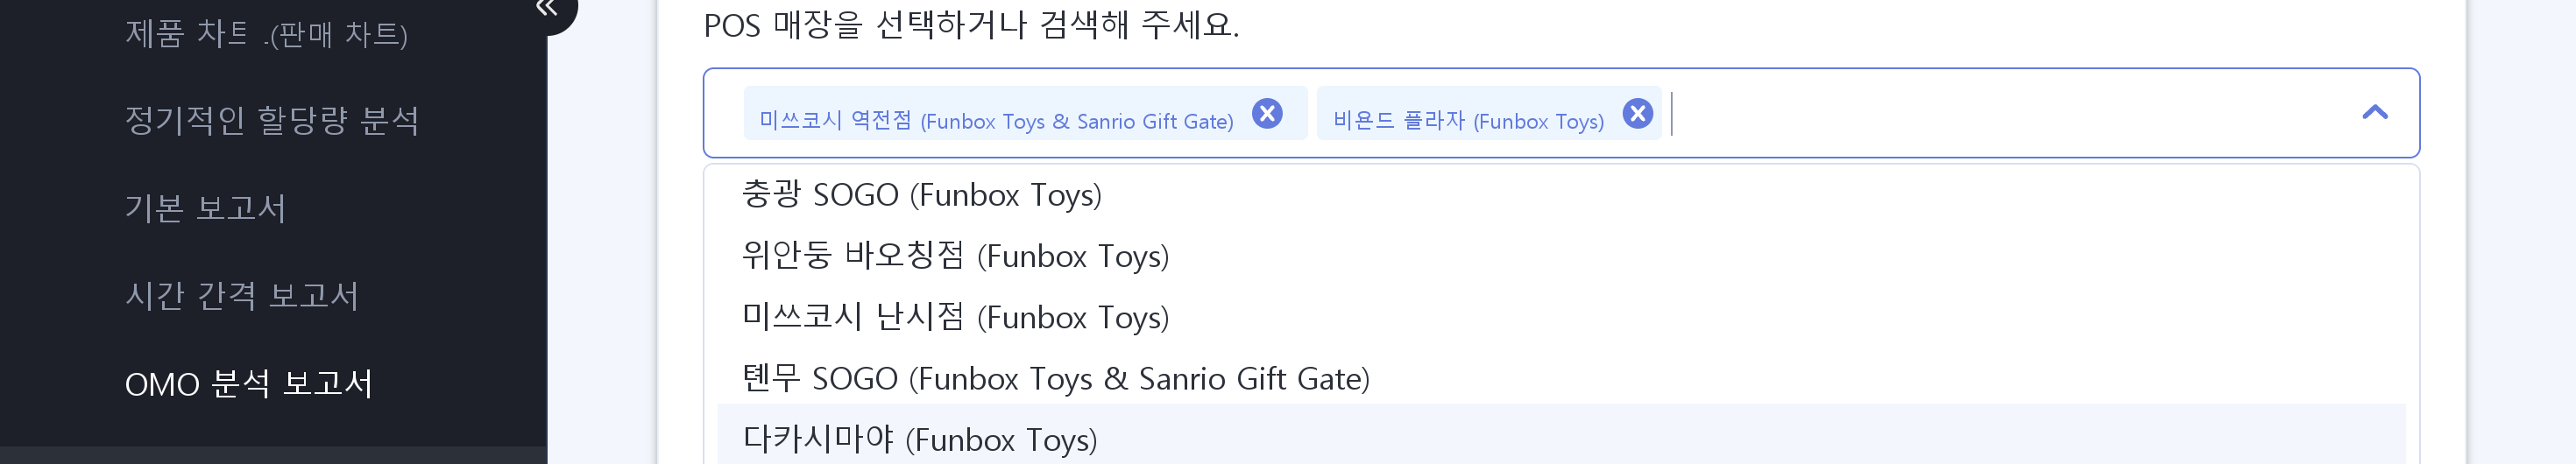 제품 차트 .(판매 차트)
정기적인 할당량 분석
기본 보고서
시간 간격 보고서
OMO 분석 보고서
POS 매장을 선택하거나 검색해 주세요.
미쓰코시 역전점 (Funbox Toys & Sanrio Gift Gate)
비욘드 플라자 (Funbox Toys)
충광 SOGO (Funbox Toys)
위안둥 바오칭점 (Funbox Toys)
미쓰코시 난시점 (Funbox Toys)
톈무 SOGO (Funbox Toys & Sanrio Gift Gate)
다카시마야 (Funbox Toys)